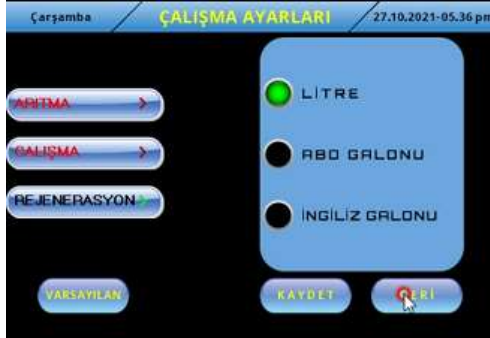 Çarşamba
ÇALIŞMA AYARLARI
27.10.2021-05.36 pm
ARITMA
ÇALIŞMA
REJENERASYON
LİTRE
ABD GALONU
İNGİLİZ GALONU
VARSAYILAN
KAYDET
GERİ